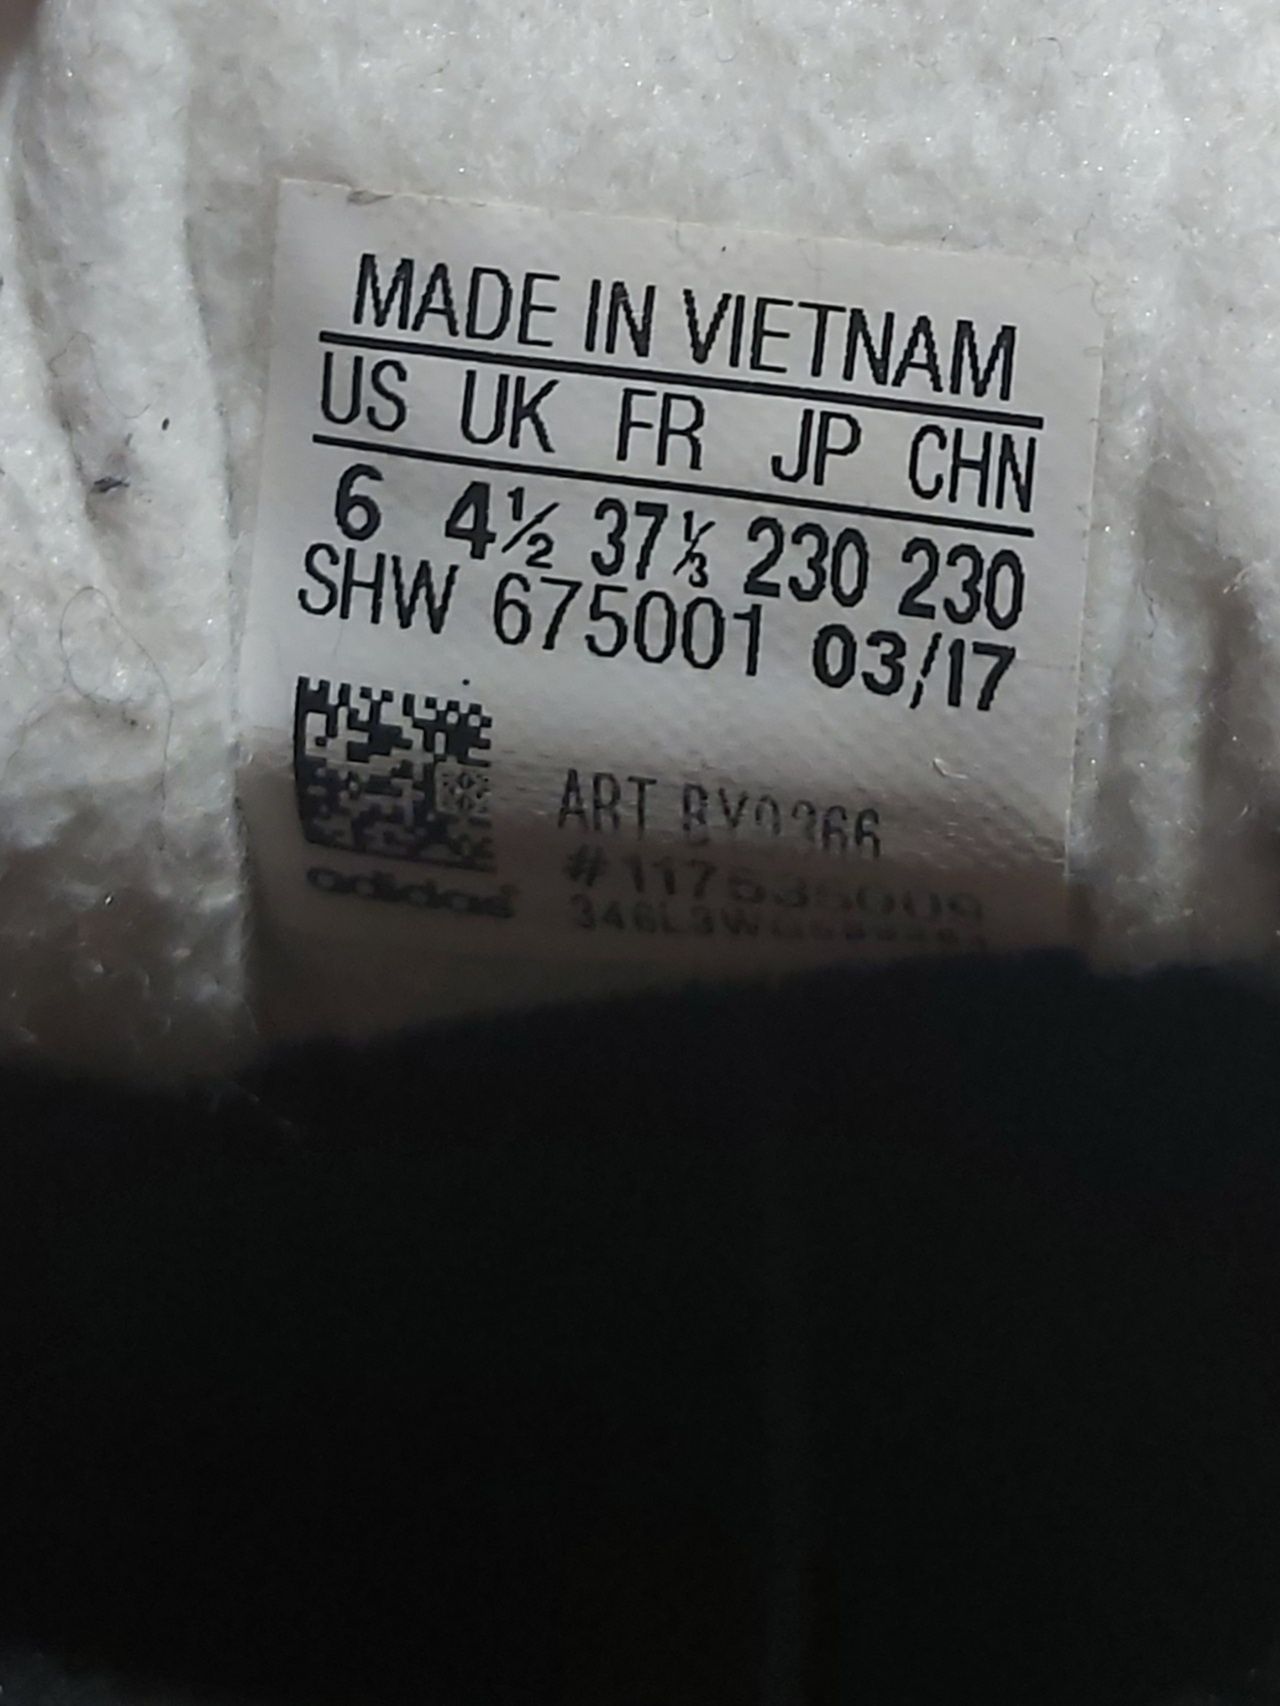 MADE IN VIETNAM
US UK FR JP CHN
6 4½ 37⅓ 230 230
SHW 675001 03/17
ART
adidas